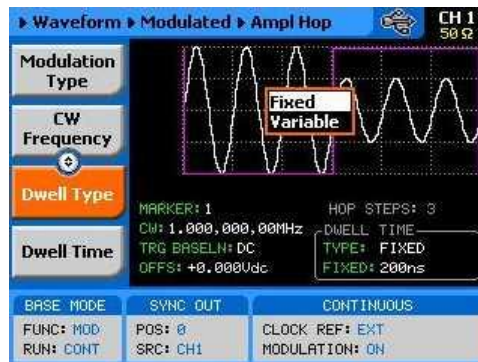 ▸ Waveform ▸ Modulated ▸ Ampl Hop
CH 1
50 Ω
Modulation Type
CW Frequency
Dwell Type
Dwell Time
Fixed
Variable
MARKER: 1
HOP STEPS: 3
CW: 1.000,000,00MHz
TRG BASELN: DC
OFFS: +0.000Vdc
DWELL TIME
TYPE: FIXED
FIXED: 200ns
BASE MODE
FUNC: MOD
RUN: CONT
SYNC OUT
POS: 0
SRC: CH1
CONTINUOUS
CLOCK REF: EXT
MODULATION: ON